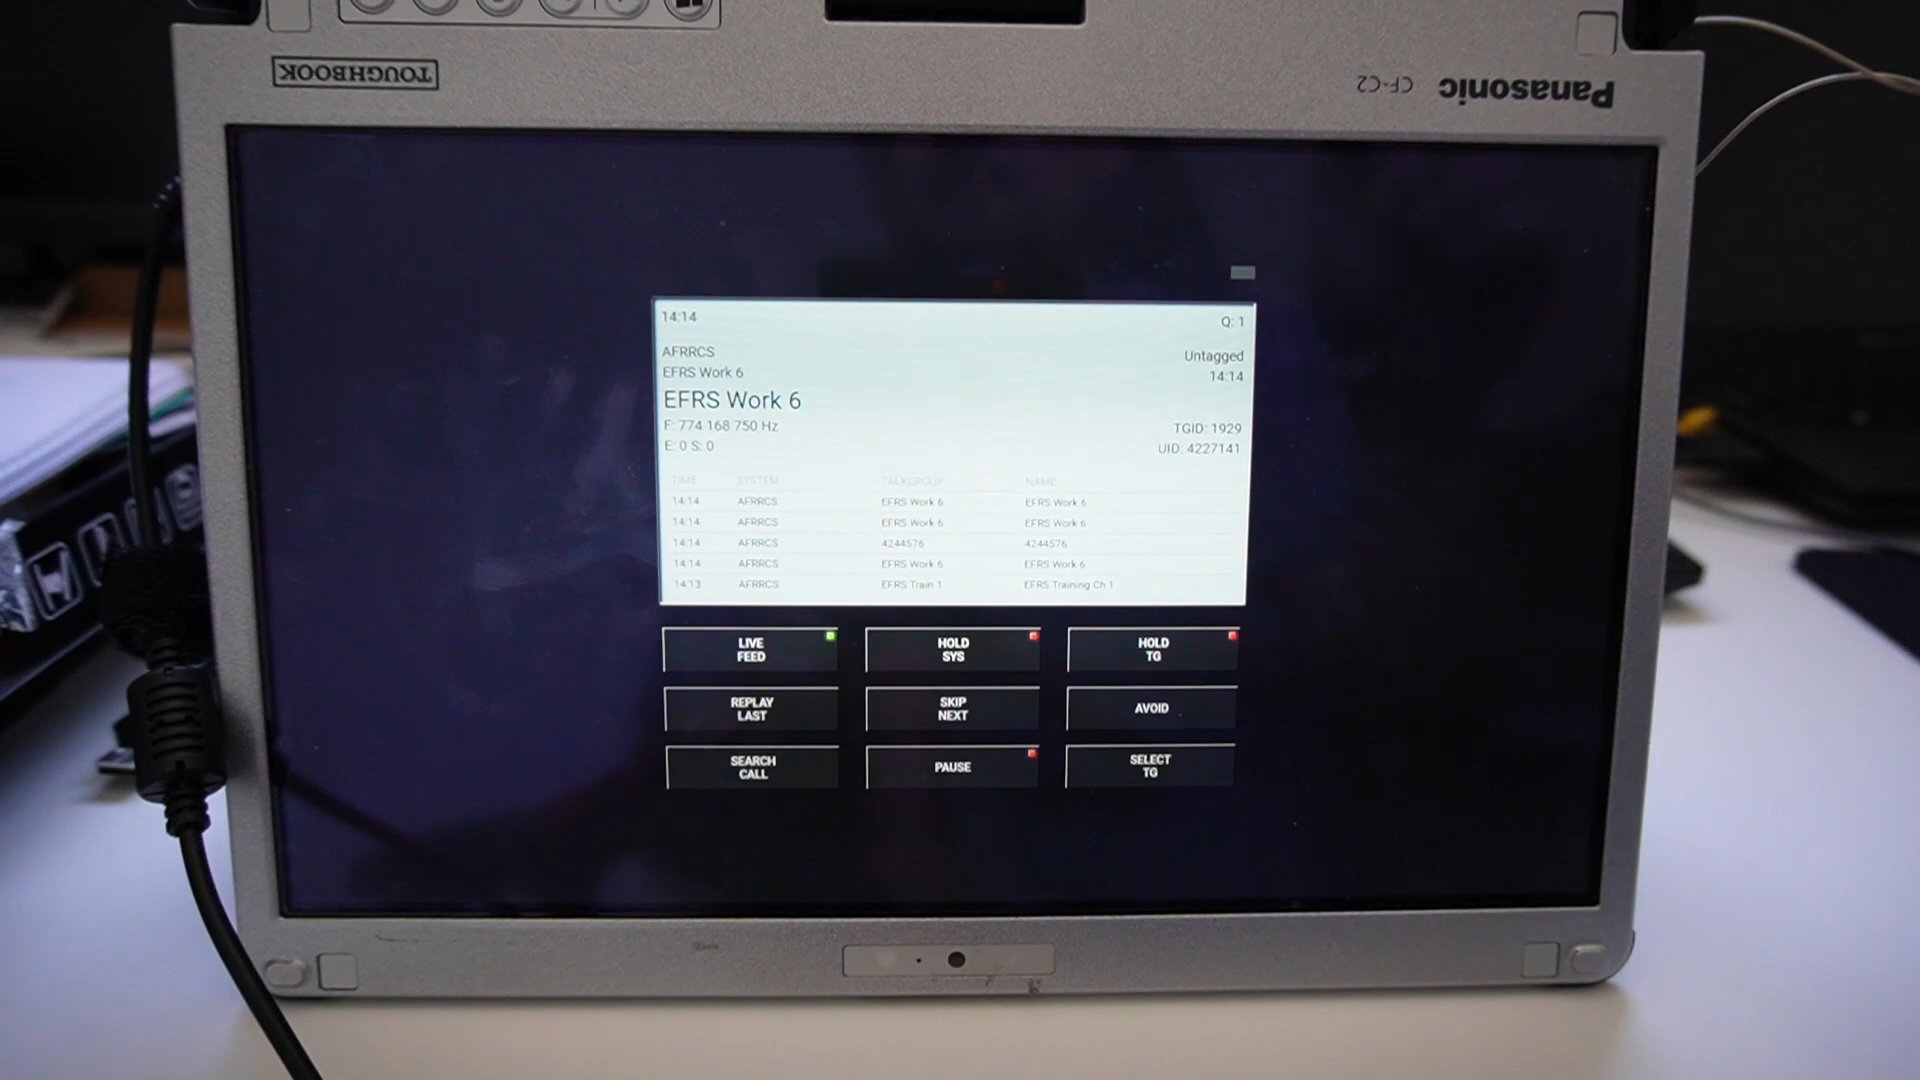 TOUGHBOOK
CF-C2 Panasonic
14:14 Q: 1
AFRRCS Untagged
EFRS Work 6 14:14
EFRS Work 6
F: 774 168 750 Hz TGID: 1929
E: 0 S: 0 UID: 4227141
TIME SYSTEM TALKGROUP NAME
14:14 AFRRCS EFRS Work 6 EFRS Work 6
14:14 AFRRCS EFRS Work 6 EFRS Work 6
14:14 AFRRCS 4244576 4244576
14:14 AFRRCS EFRS Work 6 EFRS Work 6
14:13 AFRRCS EFRS Train 1 EFRS Training Ch 1
LIVE
FEED
HOLD
SYS
HOLD
TG
REPLAY
LAST
SKIP
NEXT
AVOID
SEARCH
CALL
PAUSE
SELECT
TG